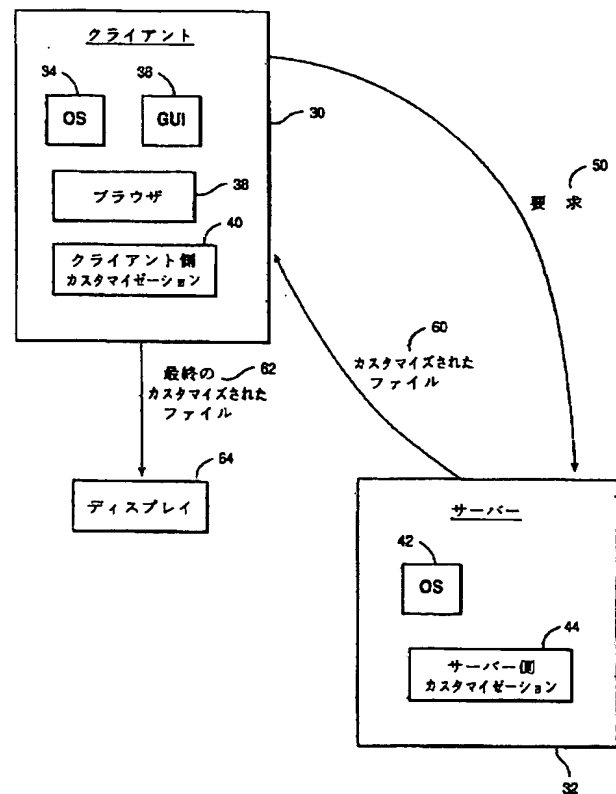 クライアント
34
36
OS
GUI
30
ブラウザ
38
40
クライアント側
カスタマイゼーション
50
要 求
60
カスタマイズされた
ファイル
最終の
62
カスタマイズされた
ファイル
64
ディスプレイ
サーバー
42
OS
44
サーバー側
カスタマイゼーション
32